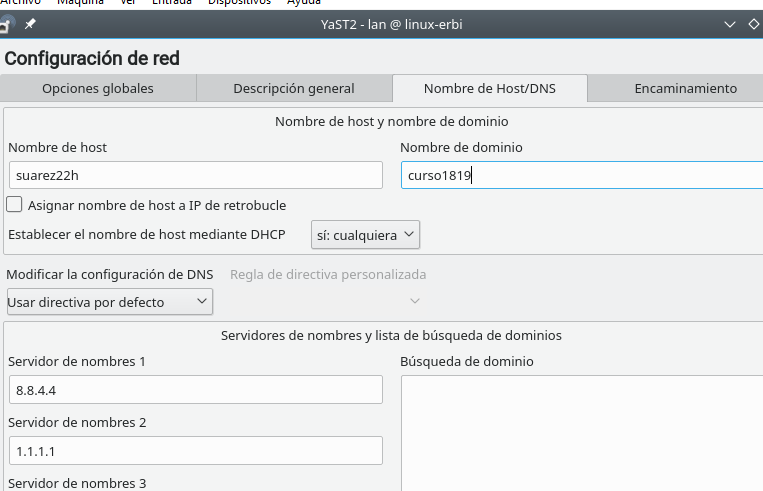 Archivo Máquina Ver Entrada Dispositivos Ayuda
YaST2 - lan @ linux-erbi
Configuración de red
Opciones globales Descripción general Nombre de Host/DNS Encaminamiento
Nombre de host y nombre de dominio
Nombre de host Nombre de dominio
suarez22h curso1819
Asignar nombre de host a IP de retrobucle
Establecer el nombre de host mediante DHCP sí: cualquiera
Modificar la configuración de DNS Regla de directiva personalizada
Usar directiva por defecto
Servidores de nombres y lista de búsqueda de dominios
Servidor de nombres 1 Búsqueda de dominio
8.8.4.4
Servidor de nombres 2
1.1.1.1
Servidor de nombres 3